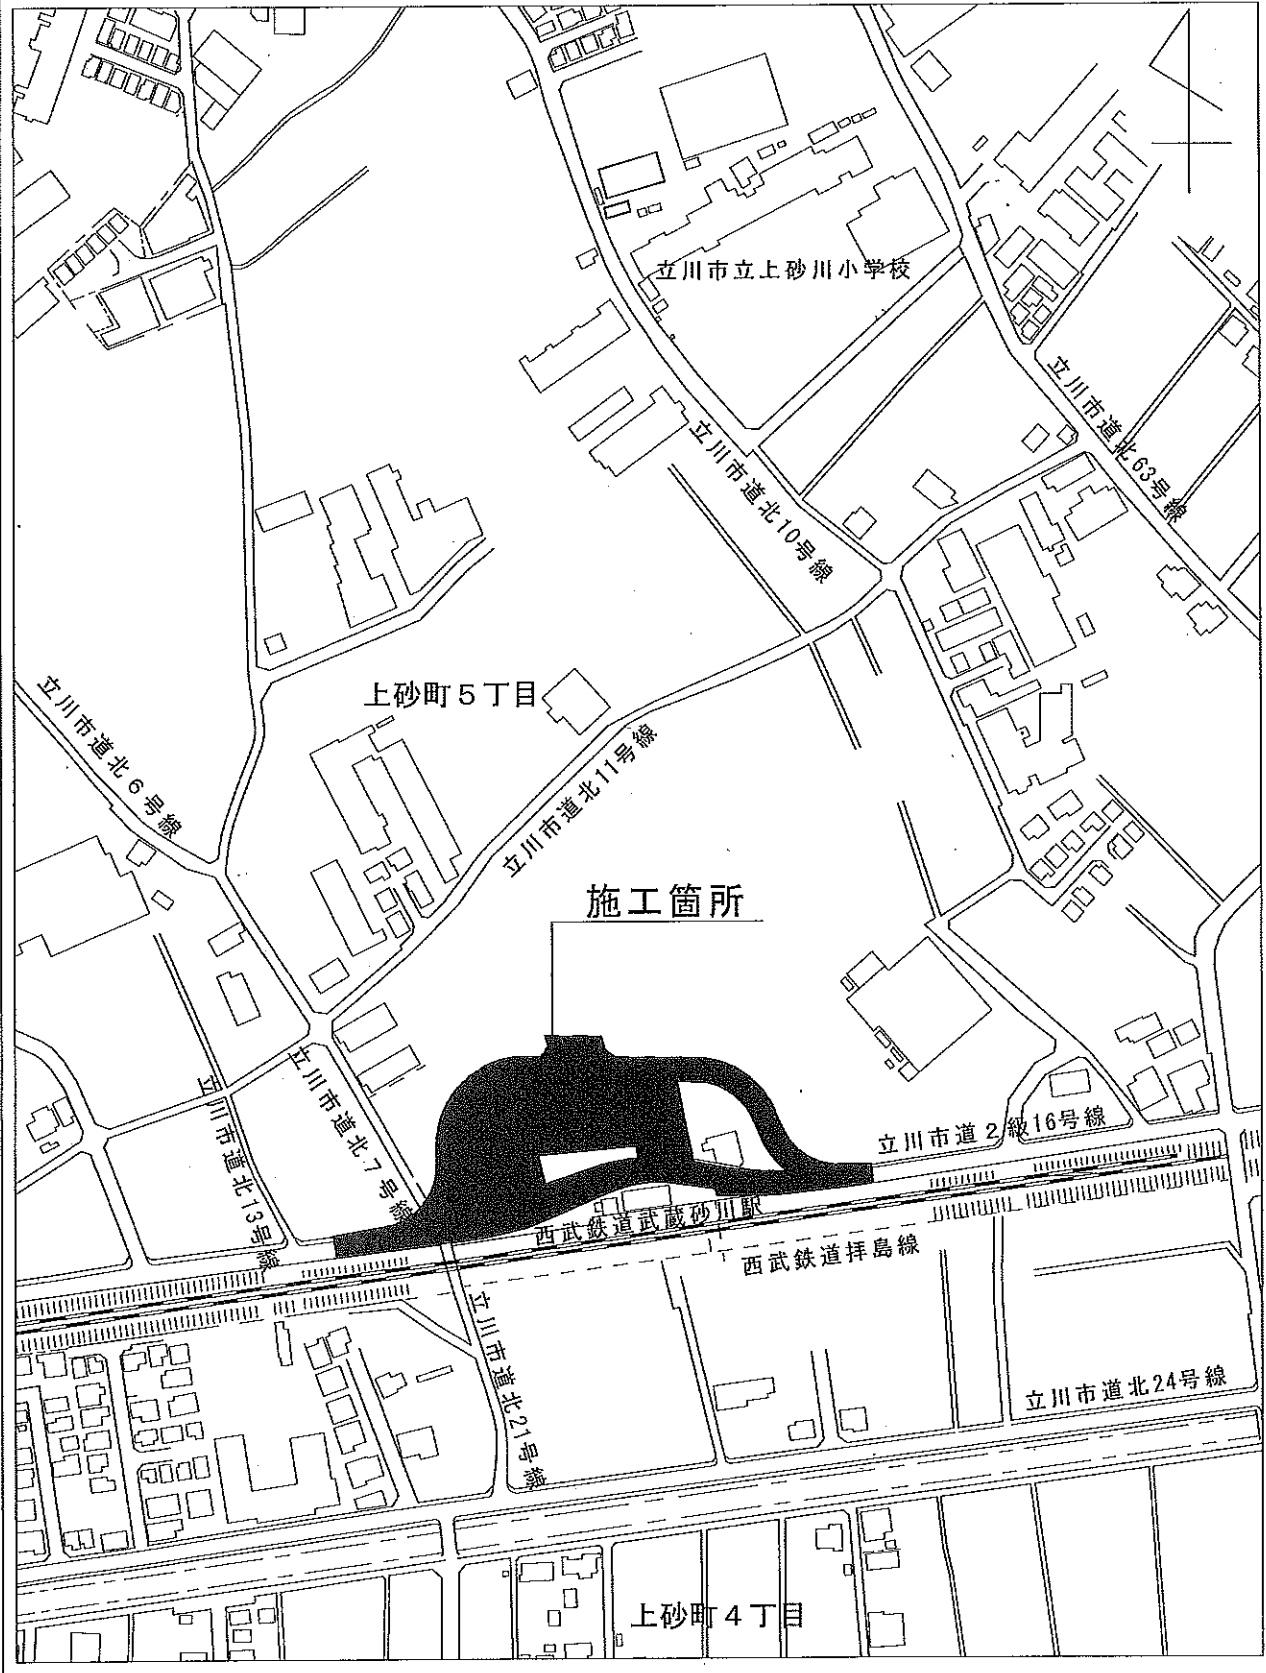 立川市立上砂川小学校
立川市道北63号線
立川市道北10号線
上砂町5丁目
立川市道北6号線
立川市道北11号線
施工箇所
立川市道2級16号線
立川市道北7号線
立川市道北13号線
西武鉄道武蔵砂川駅
西武鉄道拝島線
立川市道北21号線
立川市道北24号線
上砂町4丁目